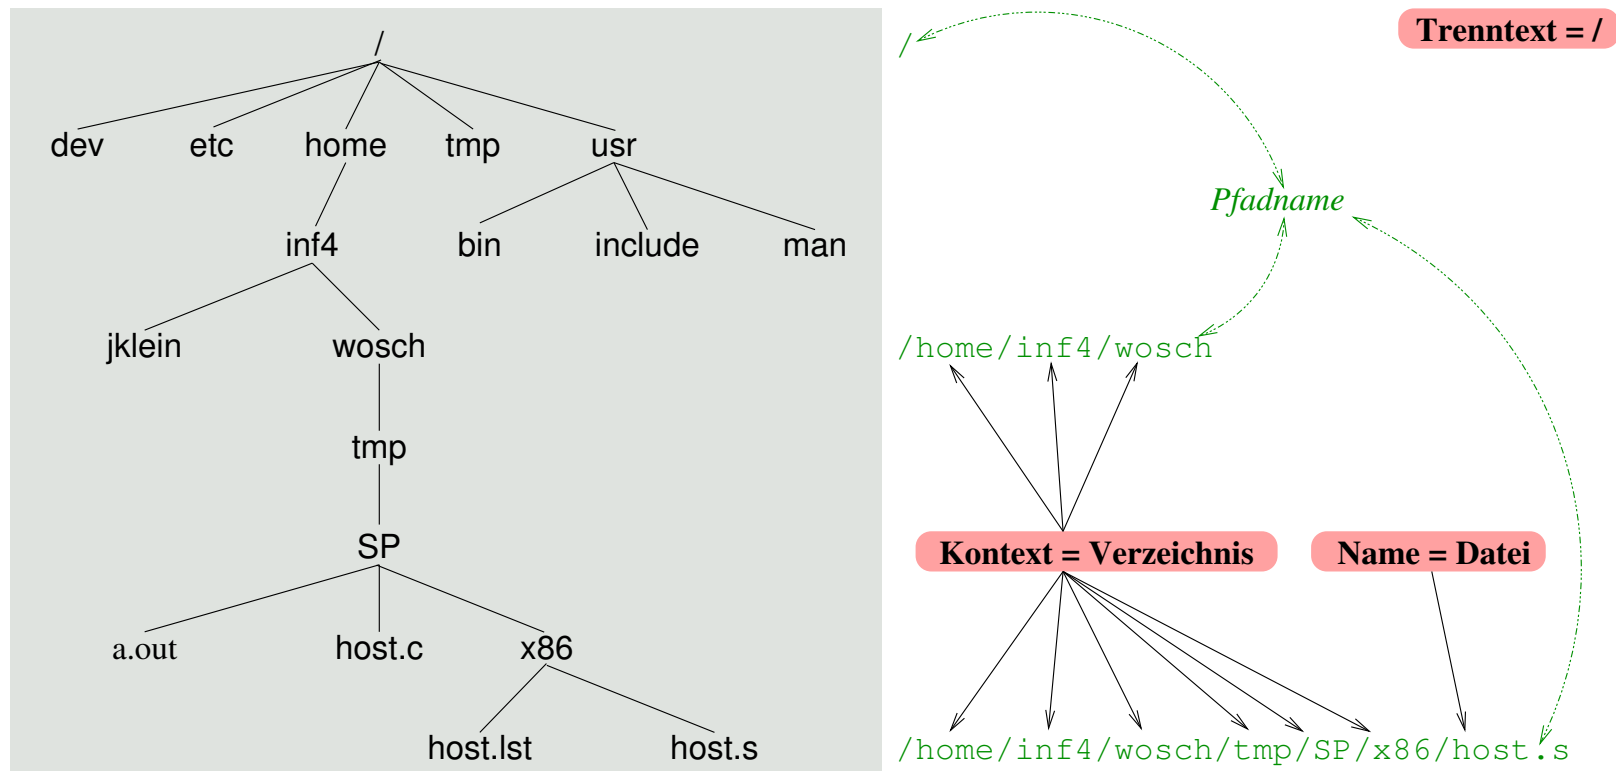 /
dev etc home tmp usr
inf4 bin include man
jklein wosch
tmp
SP
a.out host.c x86
host.lst host.s
Trenntext = /
/
Pfadname
/home/inf4/wosch
Kontext = Verzeichnis Name = Datei
/home/inf4/wosch/tmp/SP/x86/host.s